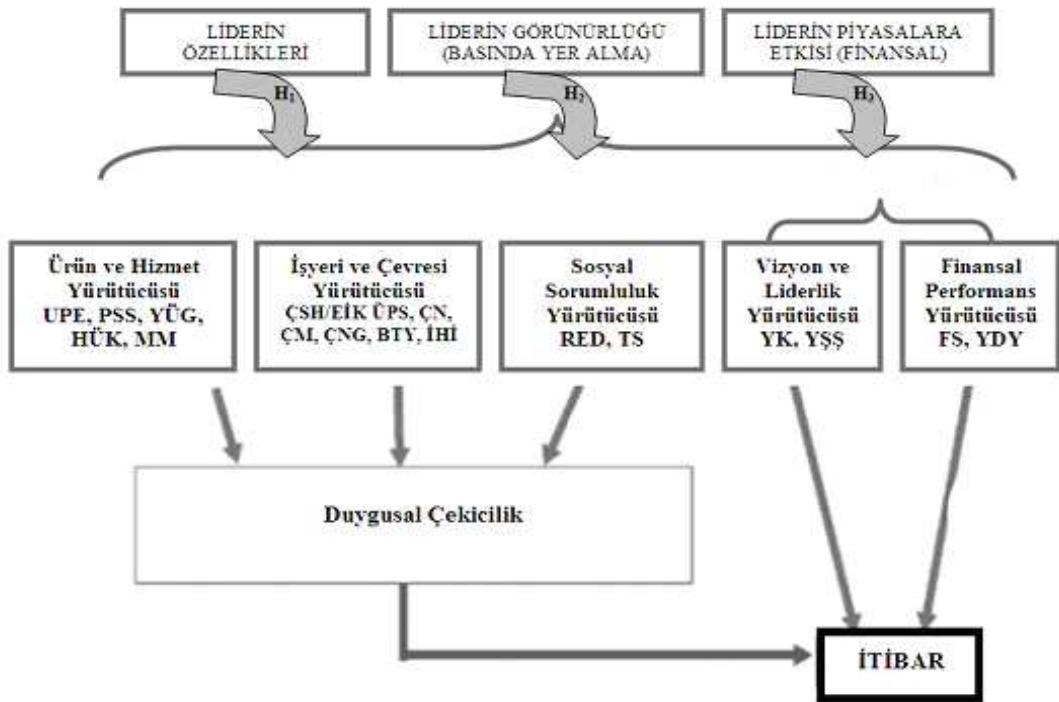 LİDERİN
ÖZELLİKLERİ
LİDERİN GÖRÜNÜRLÜĞÜ
(BASINDA YER ALMA)
LİDERİN PİYASALARA
ETKİSİ (FİNANSAL)
H₁
H₂
H₃
Ürün ve Hizmet
Yürütücüsü
UPE, PSS, YÜG,
HÜK, MM
İşyeri ve Çevresi
Yürütücüsü
ÇSH/EİK ÜPS, ÇN,
ÇM, ÇNG, BTY, İHİ
Sosyal
Sorumluluk
Yürütücüsü
RED, TS
Vizyon ve
Liderlik
Yürütücüsü
YK, YŞŞ
Finansal
Performans
Yürütücüsü
FS, YDY
Duygusal Çekicilik
İTİBAR